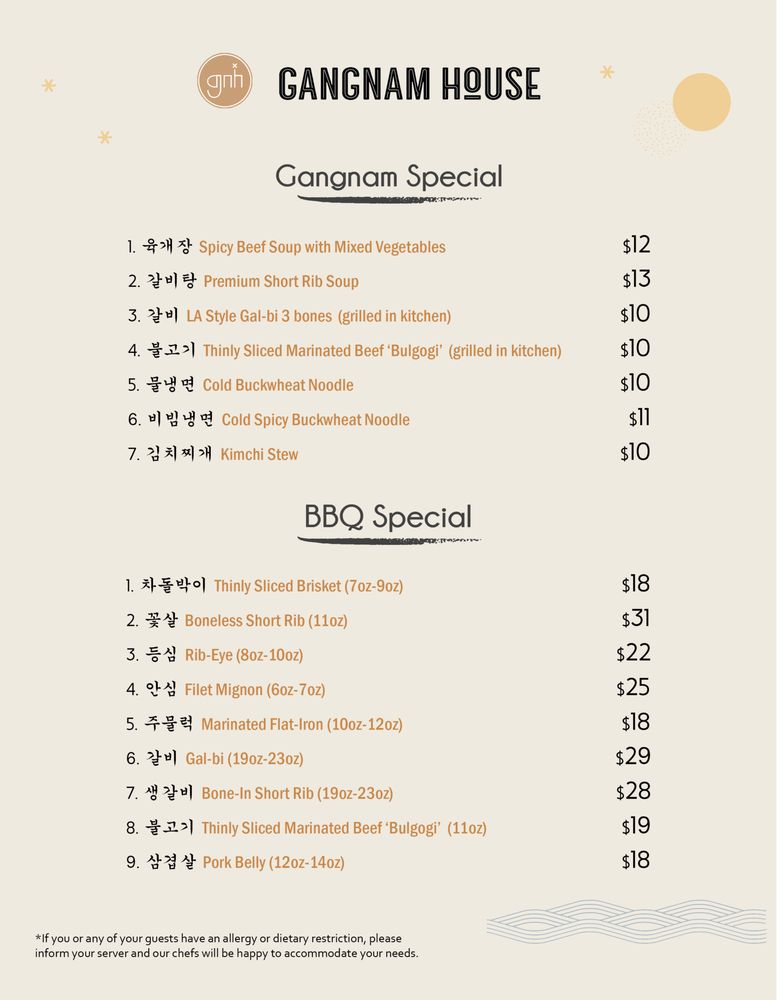 gnh GANGNAM HOUSE
Gangnam Special
1. 육개장 Spicy Beef Soup with Mixed Vegetables $12
2. 갈비탕 Premium Short Rib Soup $13
3. 갈비 LA Style Gal-bi 3 bones (grilled in kitchen) $10
4. 불고기 Thinly Sliced Marinated Beef ‘Bulgogi’ (grilled in kitchen) $10
5. 물냉면 Cold Buckwheat Noodle $10
6. 비빔냉면 Cold Spicy Buckwheat Noodle $11
7. 김치찌개 Kimchi Stew $10
BBQ Special
1. 차돌박이 Thinly Sliced Brisket (7oz-9oz) $18
2. 꽃살 Boneless Short Rib (11oz) $31
3. 등심 Rib-Eye (8oz-10oz) $22
4. 안심 Filet Mignon (6oz-7oz) $25
5. 주물럭 Marinated Flat-Iron (10oz-12oz) $18
6. 갈비 Gal-bi (19oz-23oz) $29
7. 생갈비 Bone-In Short Rib (19oz-23oz) $28
8. 불고기 Thinly Sliced Marinated Beef ‘Bulgogi’ (11oz) $19
9. 삼겹살 Pork Belly (12oz-14oz) $18
*If you or any of your guests have an allergy or dietary restriction, please
inform your server and our chefs will be happy to accommodate your needs.